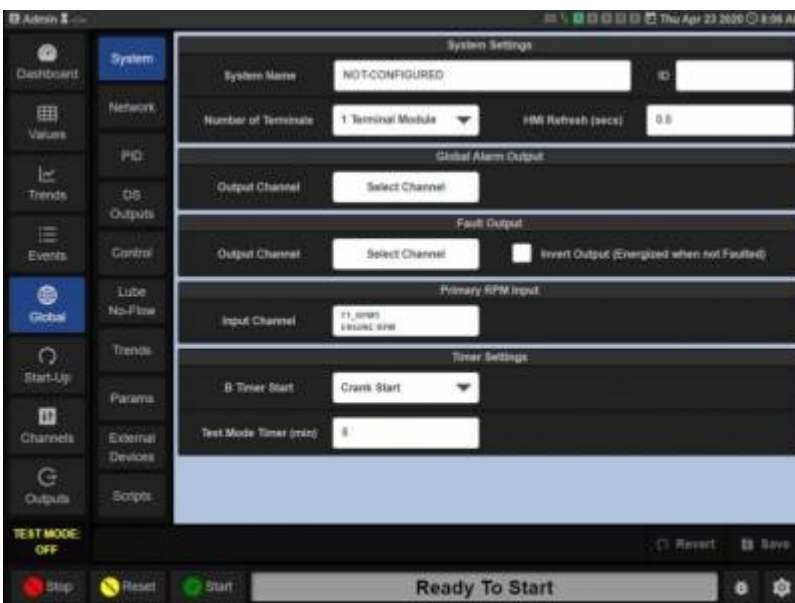 Admin
Thu Apr 23 2020 8:06 AM
Dashboard
Values
Trends
Events
Global
Start-Up
Channels
Outputs
TEST MODE:
OFF
System
Network
PID
DS
Outputs
Control
Lube
No-Flow
Trends
Params
External
Devices
Scripts
System Settings
System Name NOT-CONFIGURED ID
Number of Terminals 1 Terminal Module HMI Refresh (secs)
Global Alarm Output
Output Channel Select Channel
Fault Output
Output Channel Select Channel Invert Output (Energized when not Faulted)
Primary RPM Input
Input Channel
ENGINE RPM
Timer Settings
B Timer Start Crank Start
Test Mode Timer (min)
Revert Save
Stop Reset Start Ready To Start